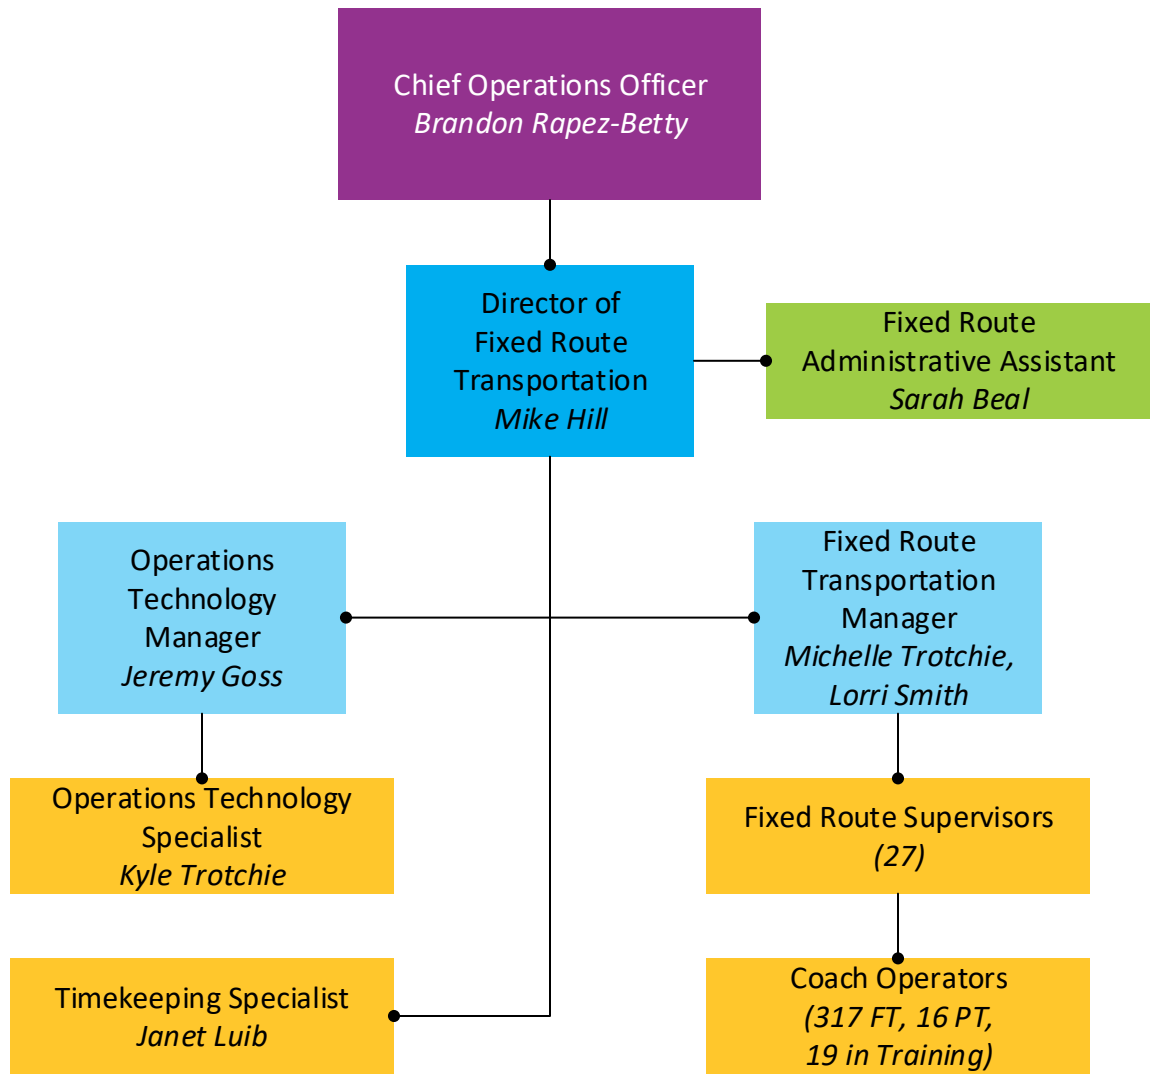 Chief Operations Officer
Brandon Rapez-Betty
Director of
Fixed Route
Transportation
Mike Hill
Fixed Route
Administrative Assistant
Sarah Beal
Operations
Technology
Manager
Jeremy Goss
Fixed Route
Transportation
Manager
Michelle Trotchie,
Lorri Smith
Operations Technology
Specialist
Kyle Trotchie
Fixed Route Supervisors
(27)
Timekeeping Specialist
Janet Luib
Coach Operators
(317 FT, 16 PT,
19 in Training)